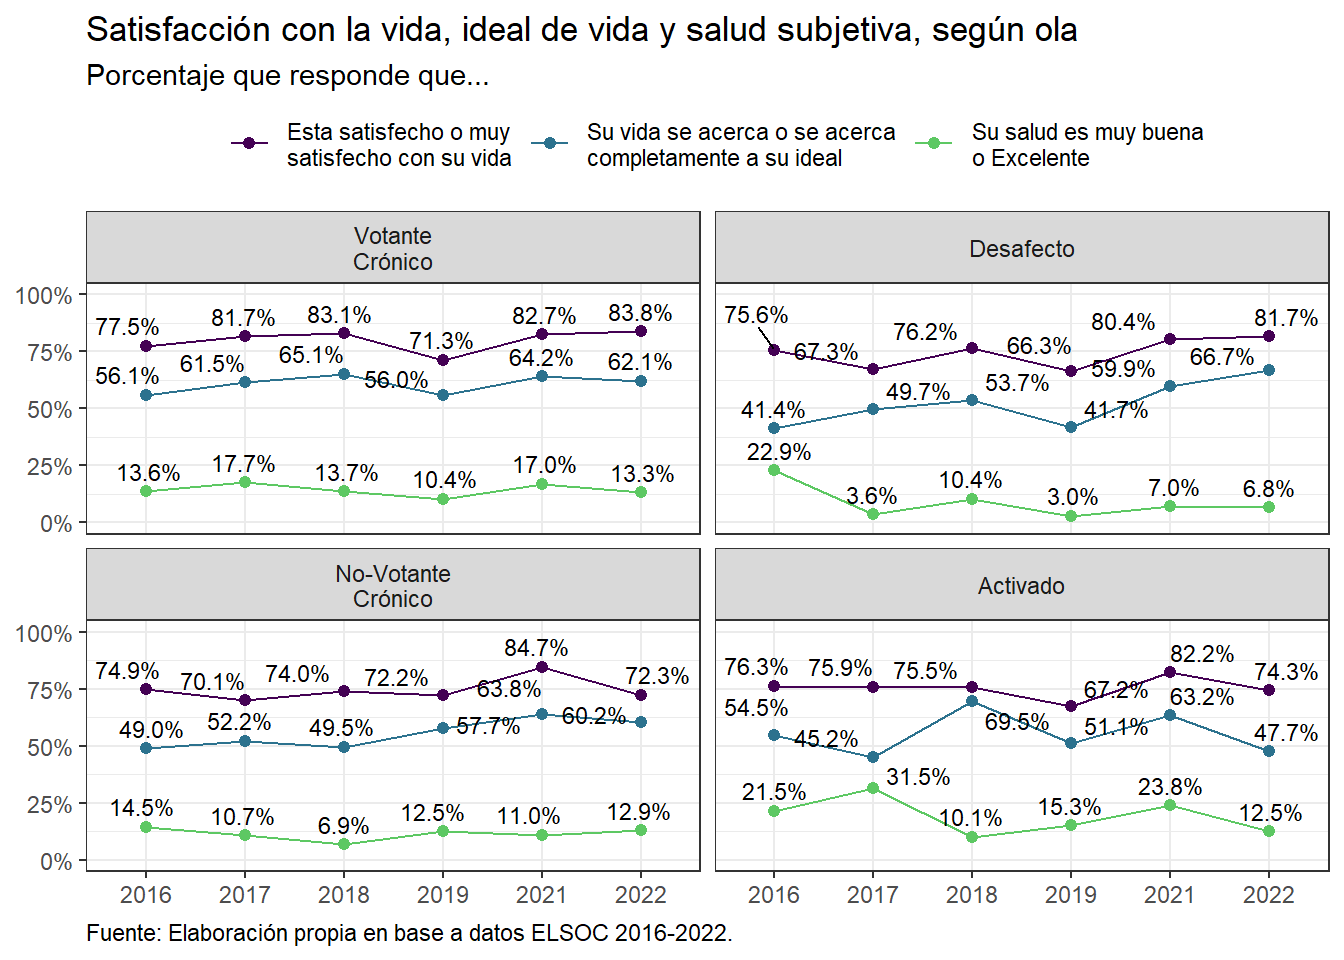 Satisfacción con la vida, ideal de vida y salud subjetiva, según ola
Porcentaje que responde que...
Esta satisfecho o muy
satisfecho con su vida
Su vida se acerca o se acerca
completamente a su ideal
Su salud es muy buena
o Excelente
Votante
Crónico
100%
75%
50%
25%
0%
77.5% 81.7% 83.1% 71.3% 82.7% 83.8%
56.1% 61.5% 65.1% 56.0% 64.2% 62.1%
13.6% 17.7% 13.7% 10.4% 17.0% 13.3%
Desafecto
75.6% 67.3% 76.2% 66.3% 80.4% 81.7%
41.4% 49.7% 53.7% 41.7% 59.9% 66.7%
22.9% 3.6% 10.4% 3.0% 7.0% 6.8%
No-Votante
Crónico
100%
75%
50%
25%
0%
74.9% 70.1% 74.0% 72.2% 84.7% 72.3%
49.0% 52.2% 49.5% 57.7% 63.8% 60.2%
14.5% 10.7% 6.9% 12.5% 11.0% 12.9%
2016 2017 2018 2019 2021 2022
Activado
76.3% 75.9% 75.5% 67.2% 82.2% 74.3%
54.5% 45.2% 69.5% 51.1% 63.2% 47.7%
21.5% 31.5% 10.1% 15.3% 23.8% 12.5%
2016 2017 2018 2019 2021 2022
Fuente: Elaboración propia en base a datos ELSOC 2016-2022.